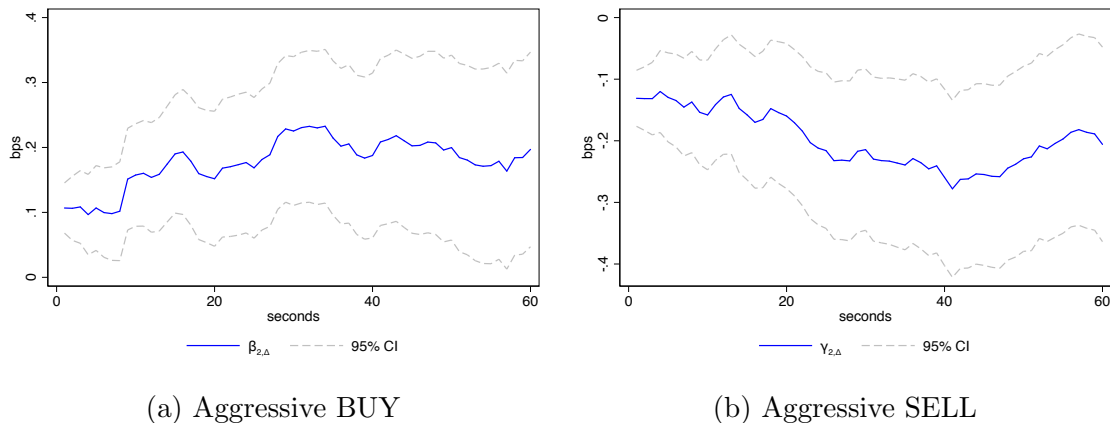 .4
.3
.2
.1
0
bps
0
20
40
60
seconds
β2,Δ
95% CI
(a) Aggressive BUY
0
-.1
-.2
-.3
-.4
bps
0
20
40
60
seconds
γ2,Δ
95% CI
(b) Aggressive SELL